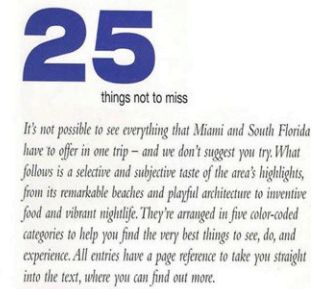 25
things not to miss
It's not possible to see everything that Miami and South Florida
have to offer in one trip – and we don't suggest you try. What
follows is a selective and subjective taste of the area's highlights,
from its remarkable beaches and playful architecture to inventive
food and vibrant nightlife. They're arranged in five color-coded
categories to help you find the very best things to see, do, and
experience. All entries have a page reference to take you straight
into the text, where you can find out more.